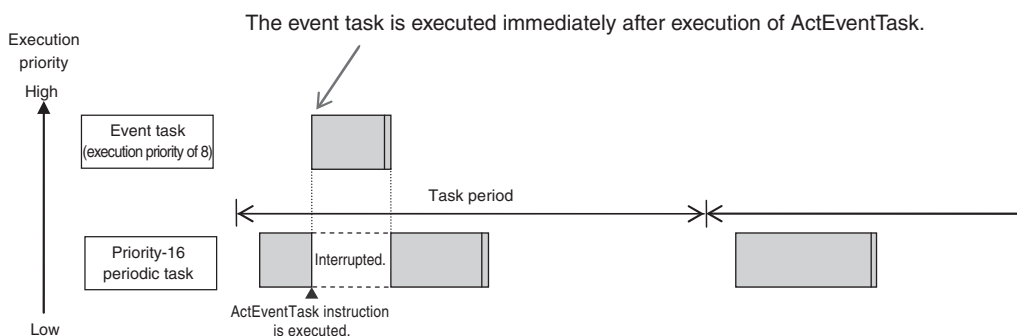 The event task is executed immediately after execution of ActEventTask.
Execution
priority
High
Event task
(execution priority of 8)
Task period
Priority-16
periodic task
Interrupted.
ActEventTask instruction
is executed.
Low